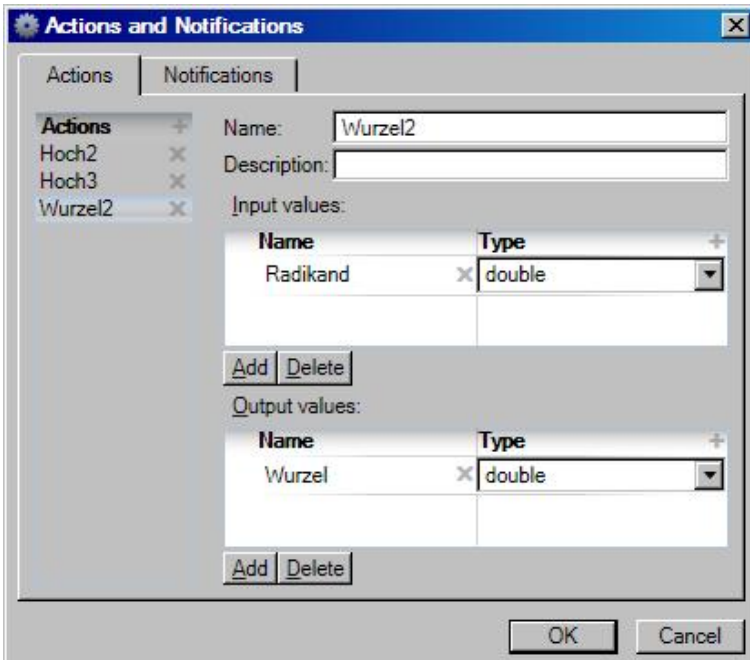 Actions and Notifications
Actions Notifications
Actions
Hoch2
Hoch3
Wurzel2
Name: Wurzel2
Description:
Input values:
Name Type
Radikand double
Add Delete
Output values:
Name Type
Wurzel double
Add Delete
OK Cancel